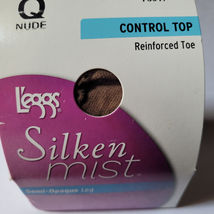 Q
NUDE
CONTROL TOP
Reinforced Toe
L'eggs
Silken
mist
Semi-Opaque Leg